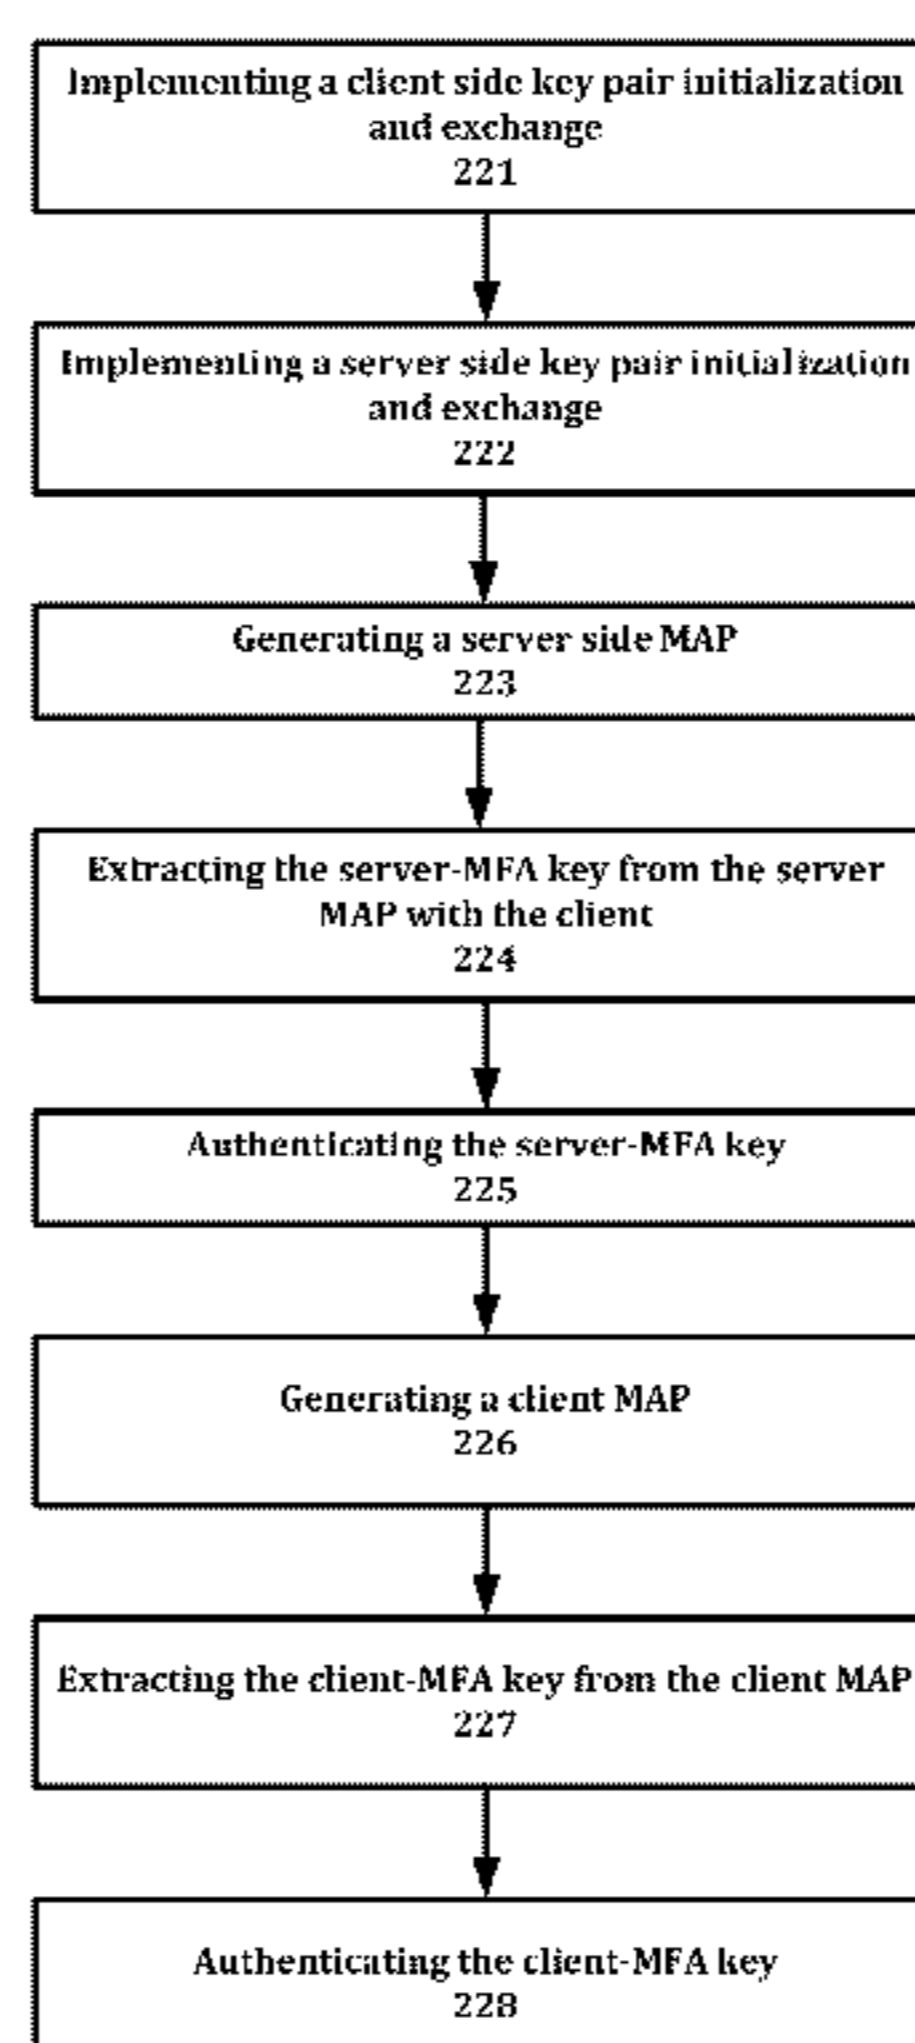 Implementing a client side key pair initialization
and exchange
221
Implementing a server side key pair initialization
and exchange
222
Generating a server side MAP
223
Extracting the server-MFA key from the server
MAP with the client
224
Authenticating the server-MFA key
225
Generating a client MAP
226
Extracting the client-MFA key from the client MAP
227
Authenticating the client-MFA key
228